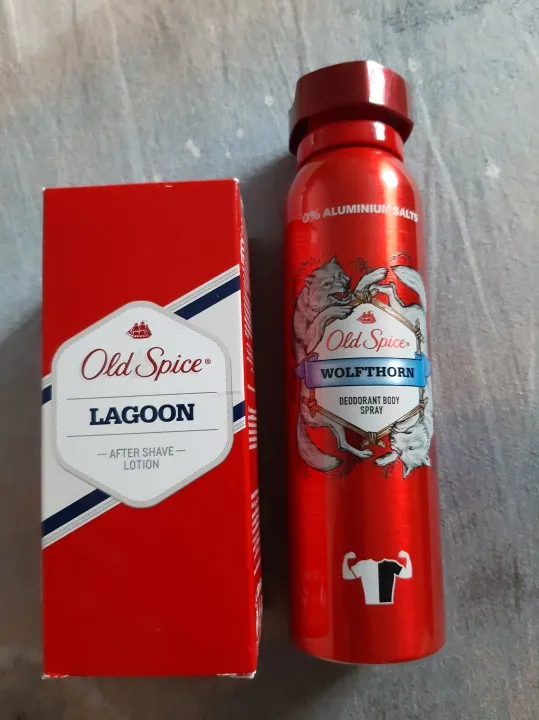 Old Spice®
LAGOON
— AFTER SHAVE —
LOTION
0% ALUMINIUM SALTS
Old Spice®
WOLFTHORN
DEODORANT BODY
SPRAY